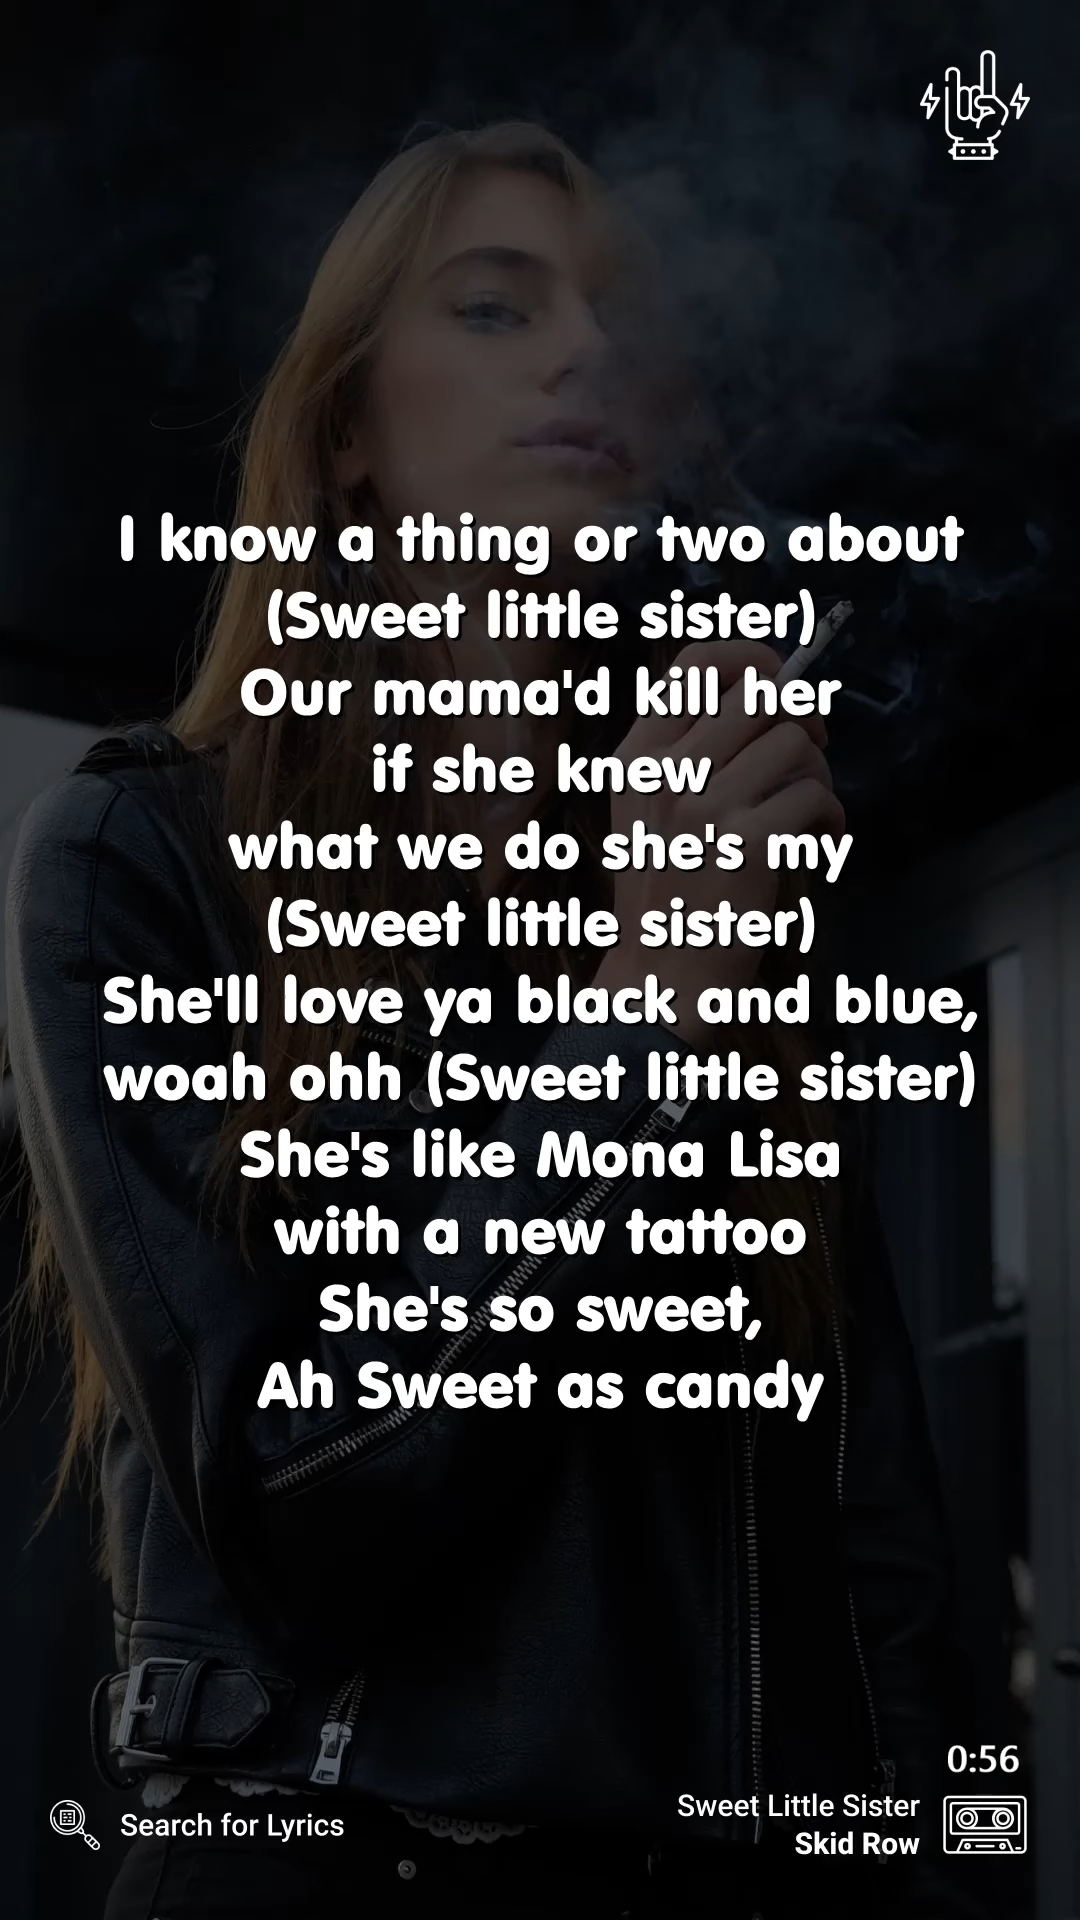 I know a thing or two about
(Sweet little sister)
Our mama'd kill her
if she knew
what we do she's my
(Sweet little sister)
She'll love ya black and blue,
woah ohh (Sweet little sister)
She's like Mona Lisa
with a new tattoo
She's so sweet,
Ah Sweet as candy
0:56
Sweet Little Sister
Skid Row
Search for Lyrics